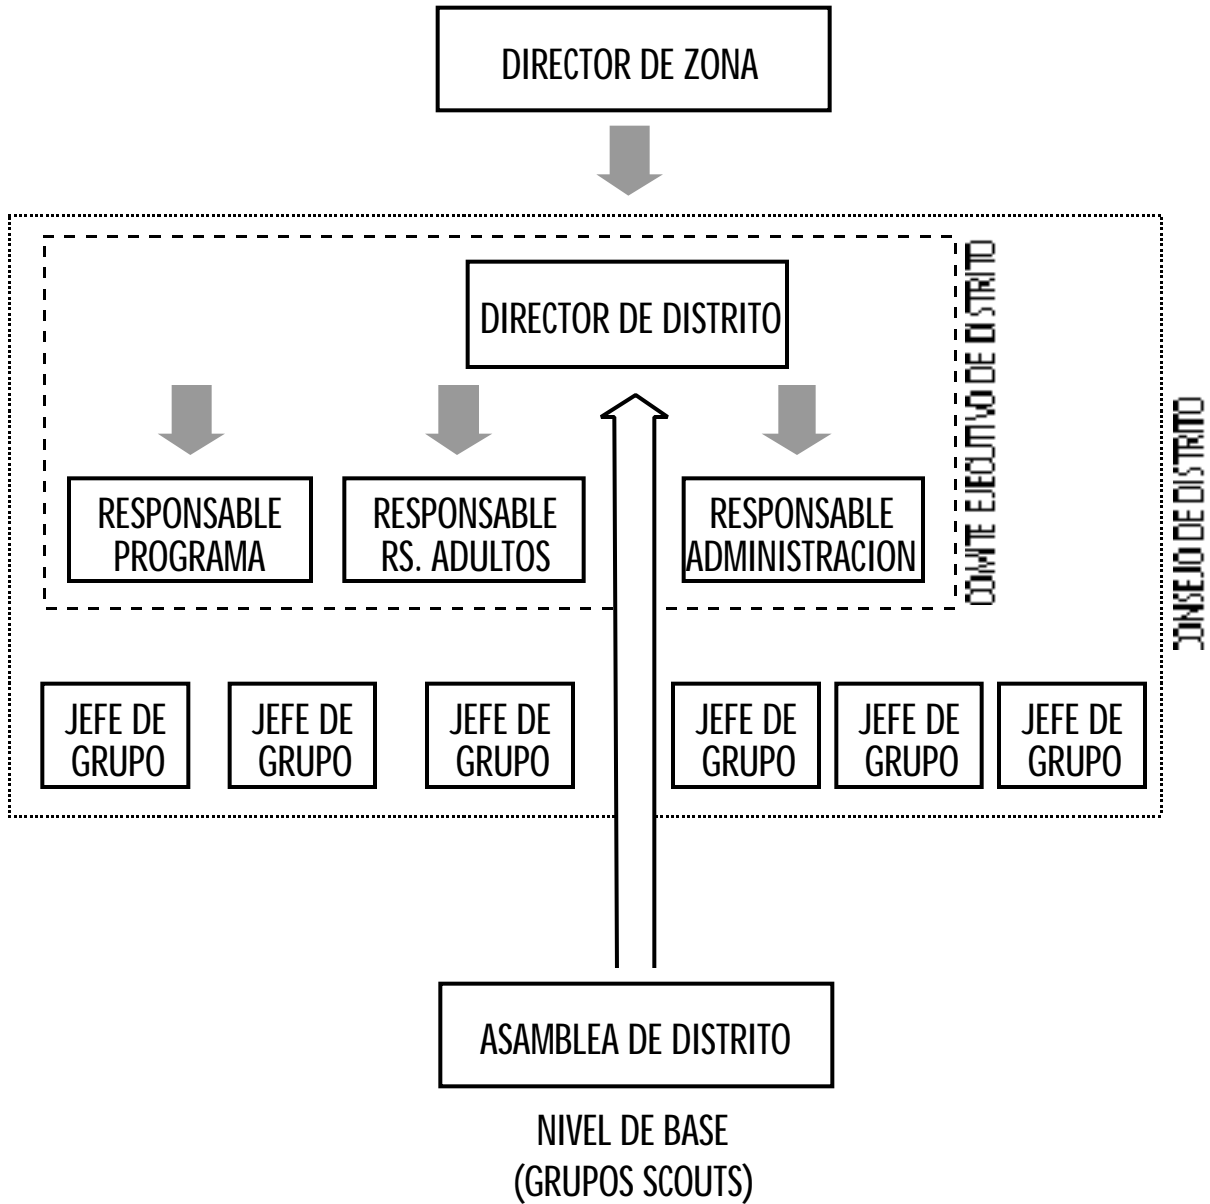 DIRECTOR DE ZONA
DIRECTOR DE DISTRITO
COMITE EJECUTIVO DE DISTRITO
CONSEJO DE DISTRITO
RESPONSABLE
PROGRAMA
RESPONSABLE
RS. ADULTOS
RESPONSABLE
ADMINISTRACION
JEFE DE
GRUPO
JEFE DE
GRUPO
JEFE DE
GRUPO
JEFE DE
GRUPO
JEFE DE
GRUPO
JEFE DE
GRUPO
ASAMBLEA DE DISTRITO
NIVEL DE BASE
(GRUPOS SCOUTS)